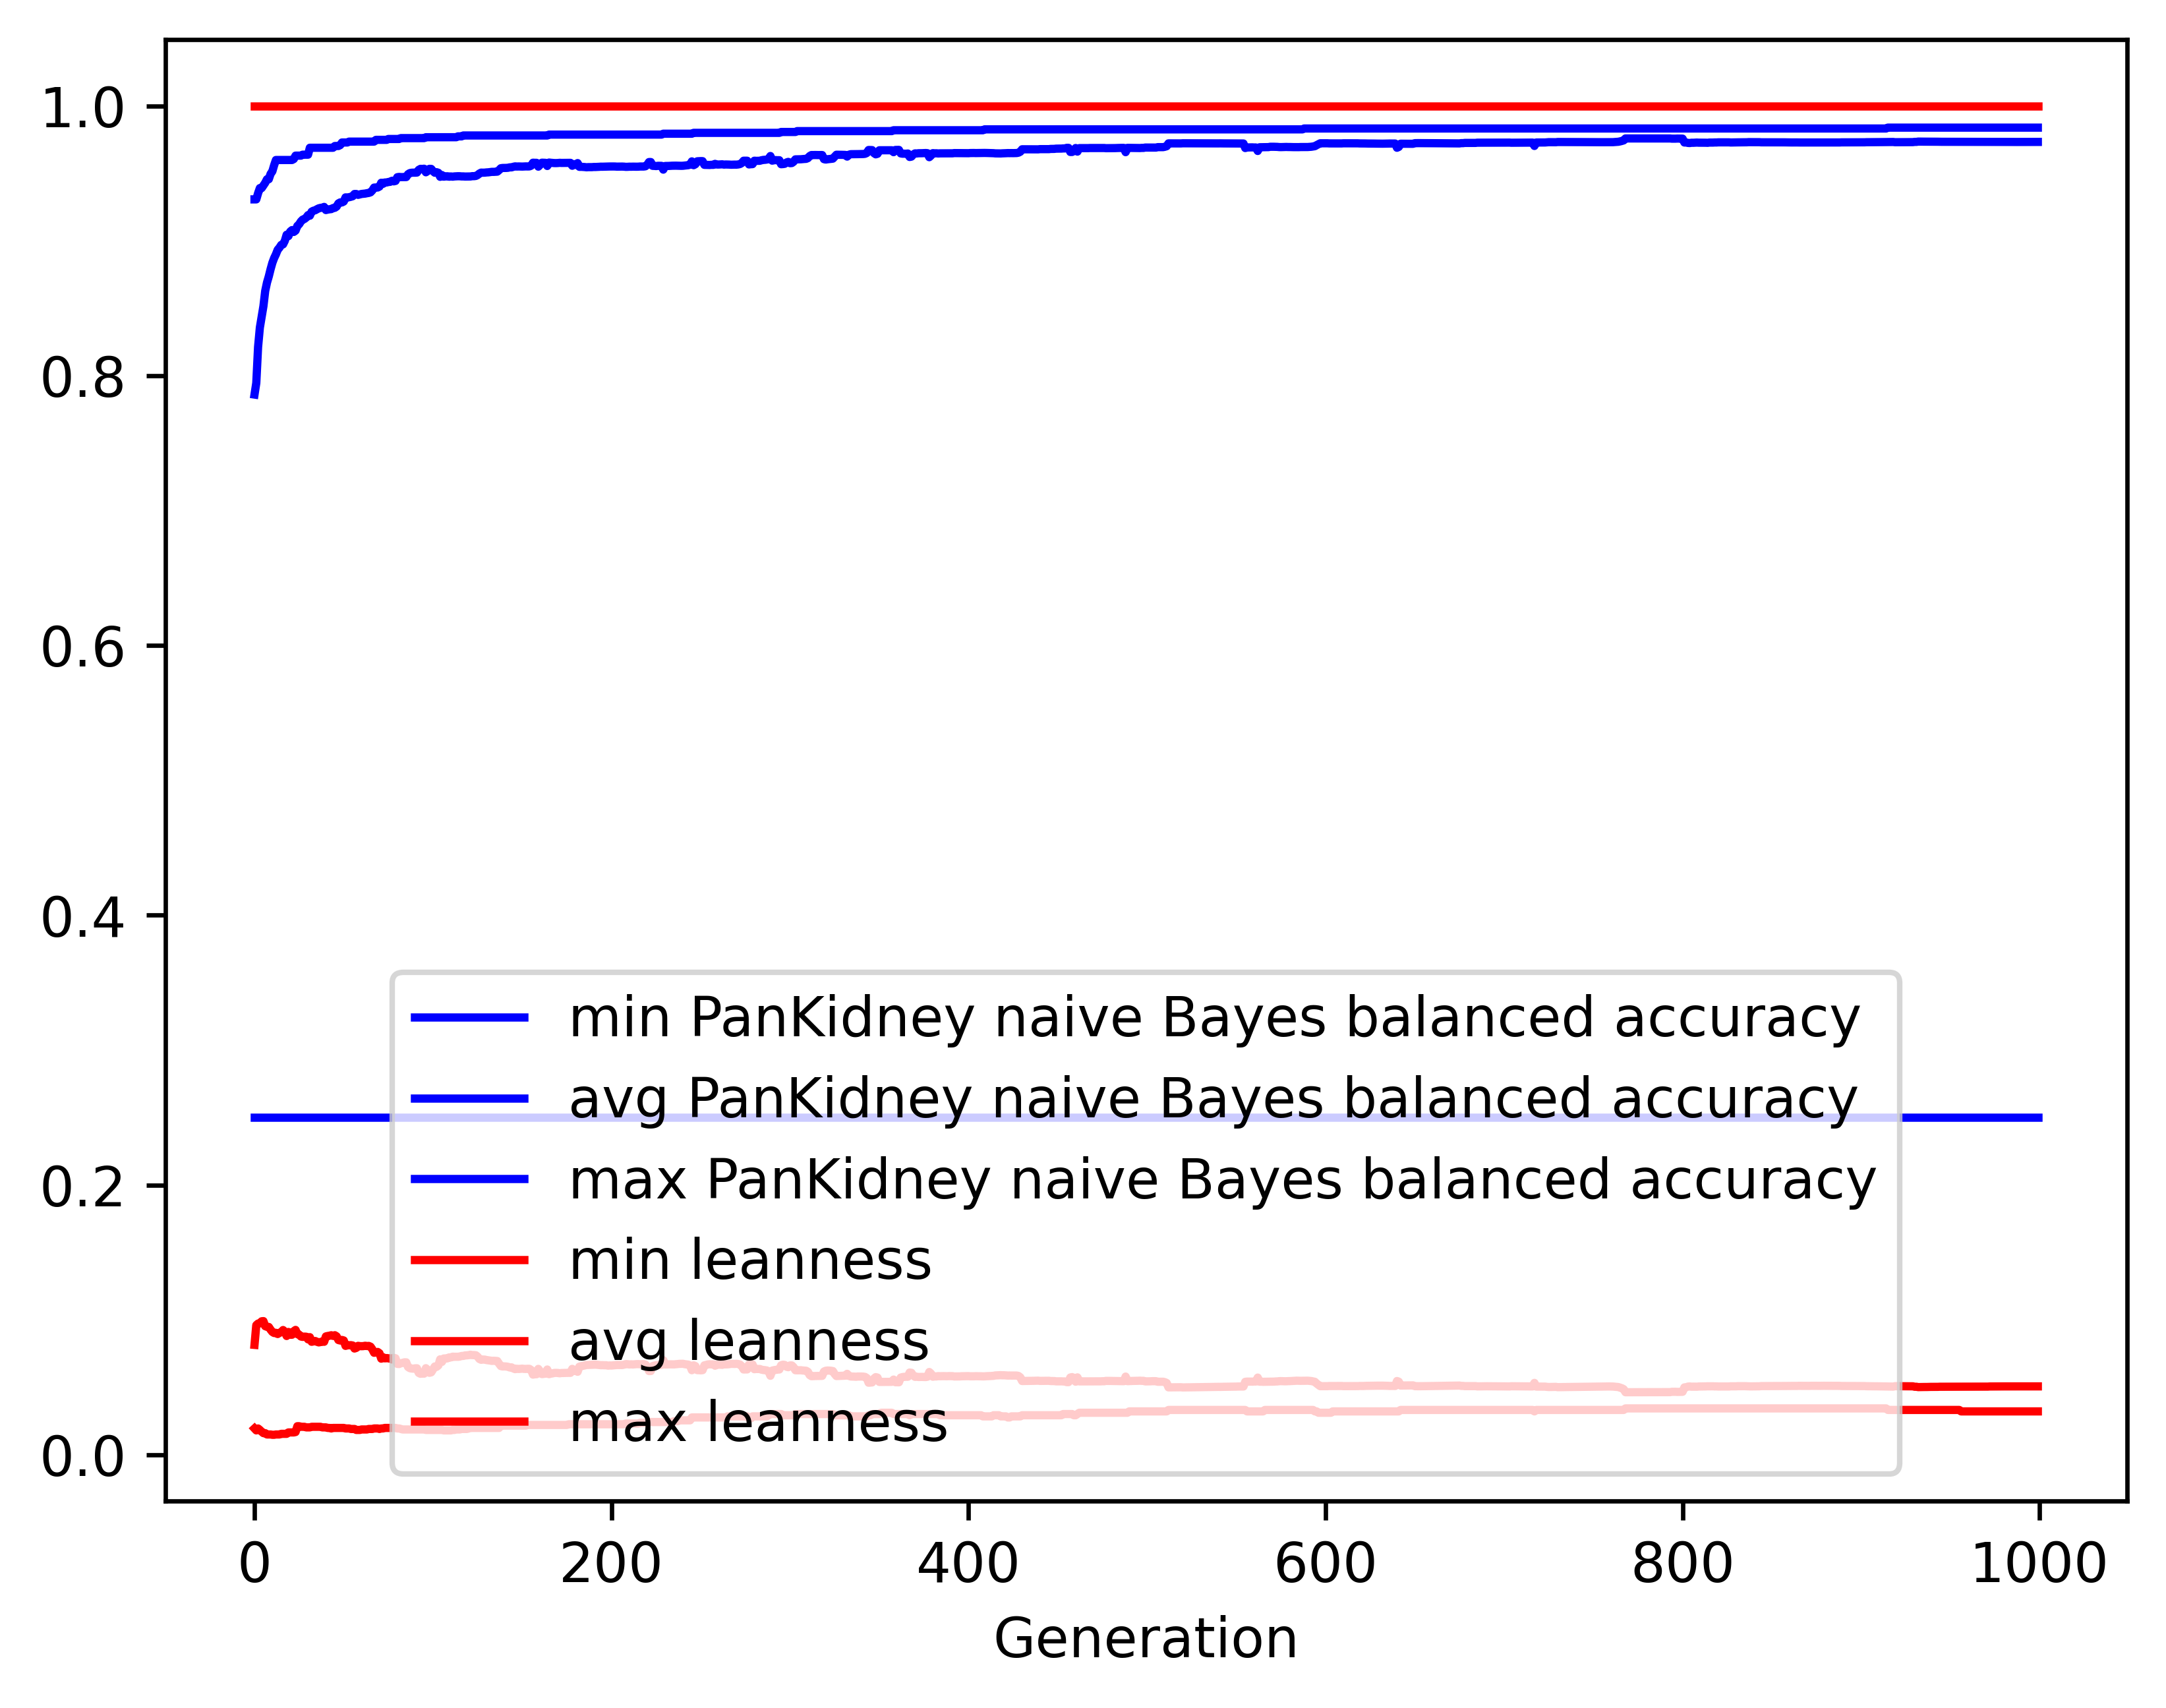 1.0
0.8
0.6
0.4
0.2
0.0
min PanKidney naive Bayes balanced accuracy
avg PanKidney naive Bayes balanced accuracy
max PanKidney naive Bayes balanced accuracy
min leanness
avg leanness
max leanness
0 200 400 600 800 1000
Generation